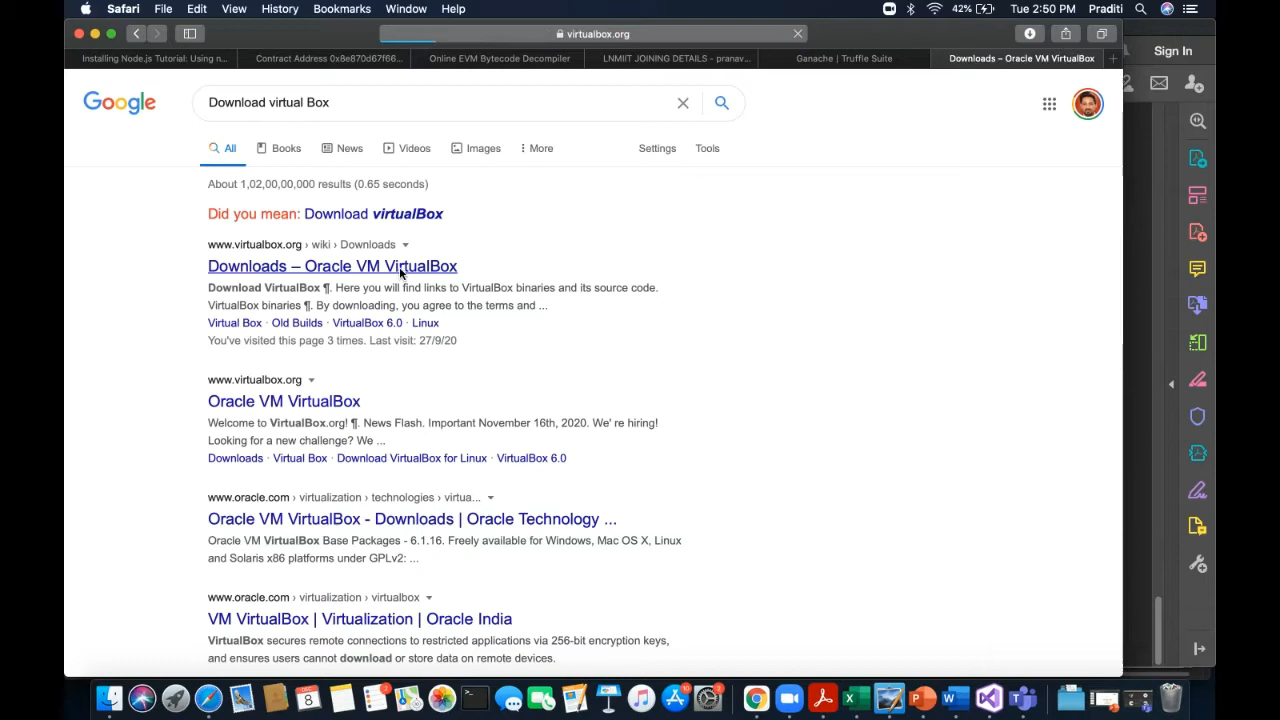 Safari File Edit View History Bookmarks Window Help 42% Tue 2:50 PM Praditi
virtualbox.org
Installing Node.js Tutorial: Using n... Contract Address 0x8e870d67f66... Online EVM Bytecode Decompiler LNMIIT JOINING DETAILS - pranav... Ganache | Truffle Suite Downloads – Oracle VM VirtualBox
Sign In
Google Download virtual Box
All Books News Videos Images More Settings Tools
About 1,02,00,00,000 results (0.65 seconds)
Did you mean: Download virtualBox
www.virtualbox.org › wiki › Downloads
Downloads – Oracle VM VirtualBox
Download VirtualBox ¶. Here you will find links to VirtualBox binaries and its source code.
VirtualBox binaries ¶. By downloading, you agree to the terms and ...
Virtual Box · Old Builds · VirtualBox 6.0 · Linux
You've visited this page 3 times. Last visit: 27/9/20
www.virtualbox.org
Oracle VM VirtualBox
Welcome to VirtualBox.org! ¶. News Flash. Important November 16th, 2020. We' re hiring!
Looking for a new challenge? We ...
Downloads · Virtual Box · Download VirtualBox for Linux · VirtualBox 6.0
www.oracle.com › virtualization › technologies › virtua...
Oracle VM VirtualBox - Downloads | Oracle Technology ...
Oracle VM VirtualBox Base Packages - 6.1.16. Freely available for Windows, Mac OS X, Linux
and Solaris x86 platforms under GPLv2: ...
www.oracle.com › virtualization › virtualbox
VM VirtualBox | Virtualization | Oracle India
VirtualBox secures remote connections to restricted applications via 256-bit encryption keys,
and ensures users cannot download or store data on remote devices.